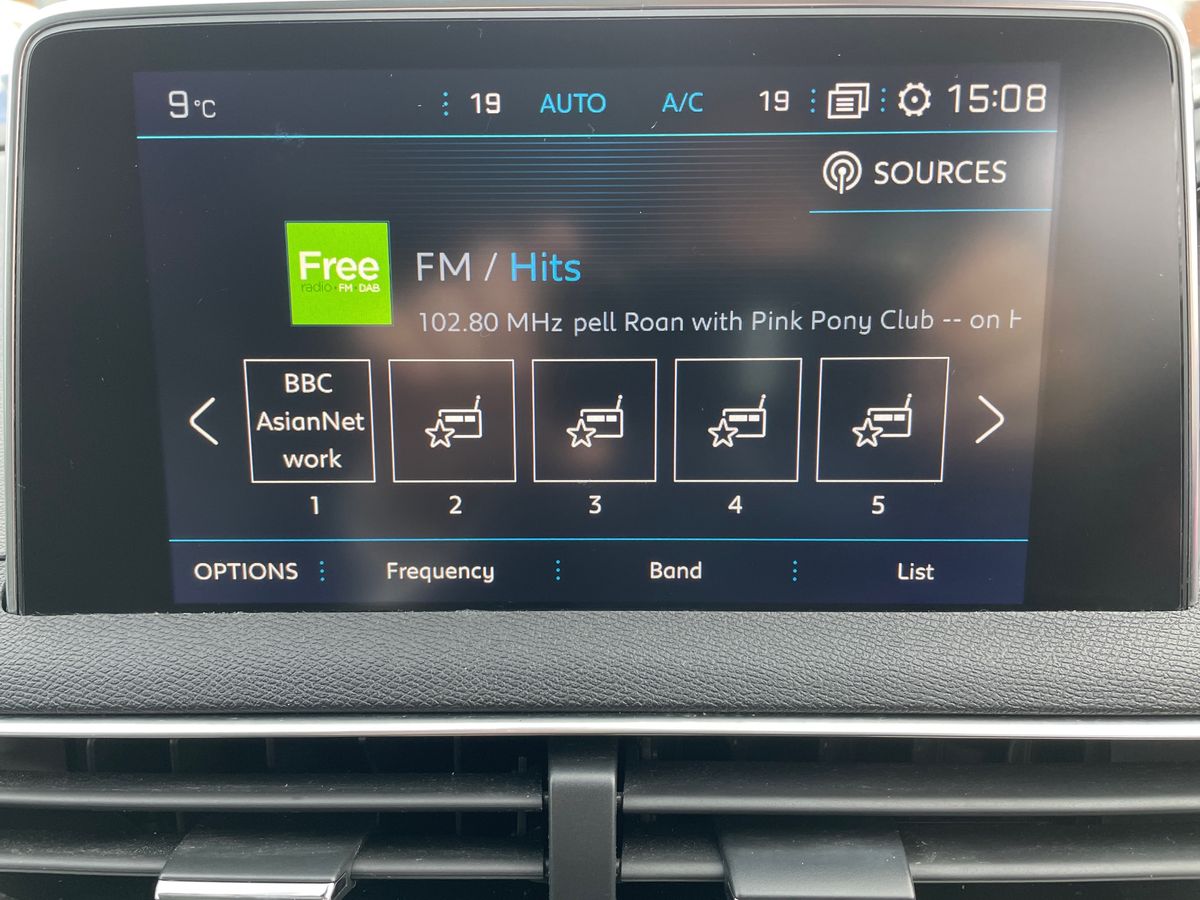 9°C 19 AUTO A/C 19 15:08
SOURCES
Free
radio FM DAB
FM / Hits
102.80 MHz pell Roan with Pink Pony Club -- on H
BBC
AsianNet
work
1 2 3 4 5
OPTIONS Frequency Band List